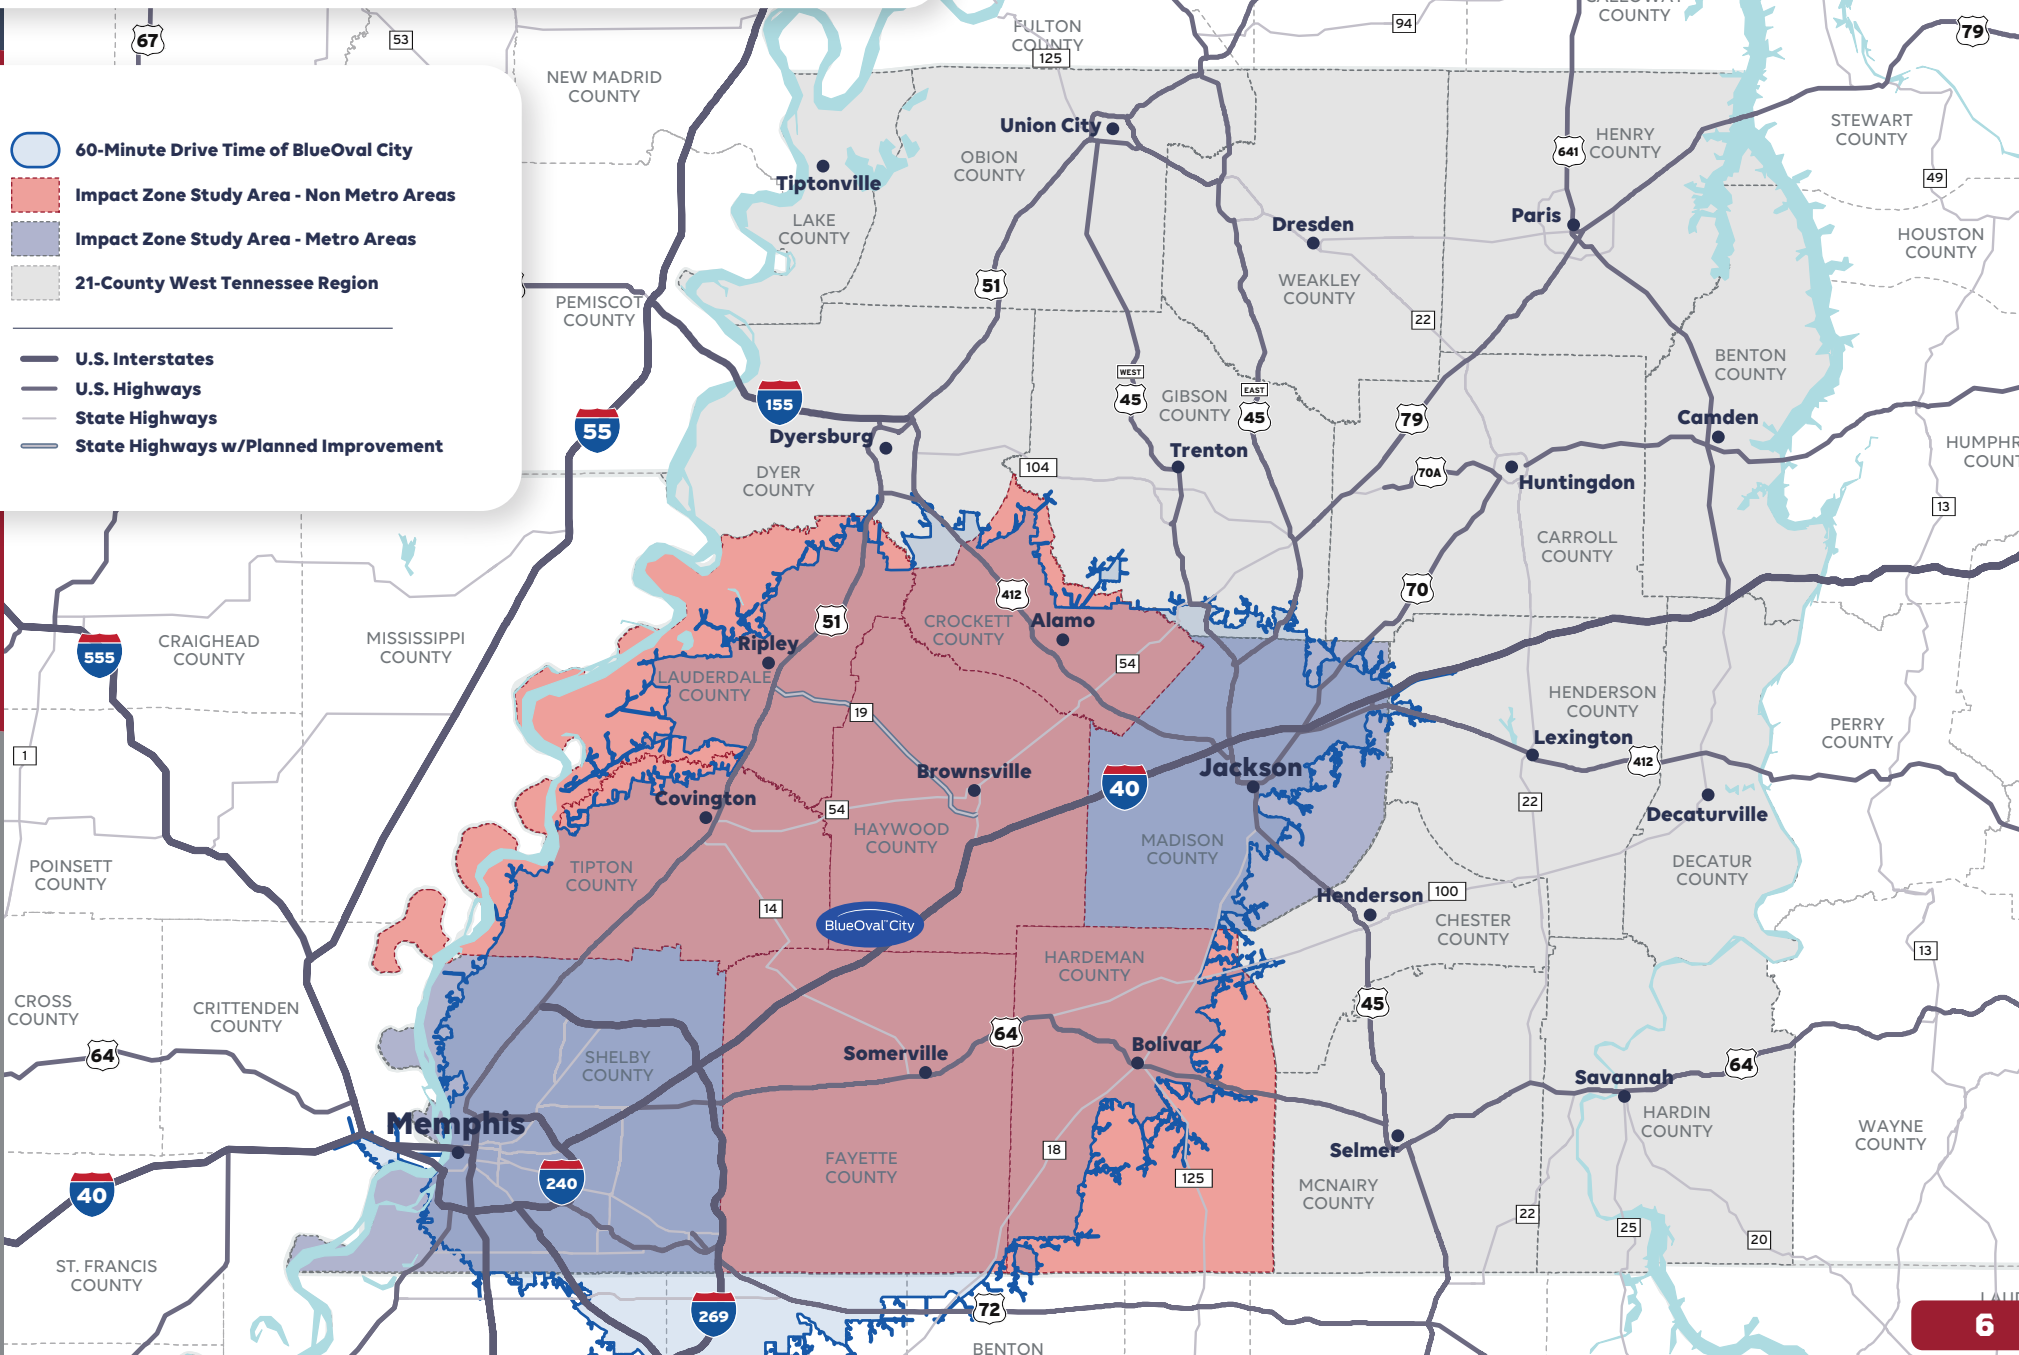 60-Minute Drive Time of BlueOval City
Impact Zone Study Area - Non Metro Areas
Impact Zone Study Area - Metro Areas
21-County West Tennessee Region
U.S. Interstates
U.S. Highways
State Highways
State Highways w/Planned Improvement
67
53
NEW MADRID
COUNTY
FULTON
COUNTY
125
94
COUNTY
79
Union City
OBION
COUNTY
Tiptonville
LAKE
COUNTY
641
HENRY
COUNTY
STEWART
COUNTY
49
Dresden
Paris
WEAKLEY
COUNTY
HOUSTON
COUNTY
PEMISCOT
COUNTY
51
22
155
55
WEST
45
GIBSON
COUNTY
EAST
45
79
BENTON
COUNTY
Camden
Dyersburg
Trenton
104
70A
Huntingdon
HUMPHR
COUNT
DYER
COUNTY
13
CARROLL
COUNTY
412
70
51
CROCKETT
COUNTY
Alamo
555
CRAIGHEAD
COUNTY
MISSISSIPPI
COUNTY
Ripley
54
LAUDERDALE
COUNTY
19
HENDERSON
COUNTY
PERRY
COUNTY
1
Lexington
412
Brownsville
40
Jackson
Covington
54
22
Decaturville
HAYWOOD
COUNTY
MADISON
COUNTY
POINSETT
COUNTY
TIPTON
COUNTY
DECATUR
COUNTY
Henderson
100
14
BlueOval™City
CHESTER
COUNTY
13
HARDEMAN
COUNTY
CROSS
COUNTY
CRITTENDEN
COUNTY
45
64
64
Somerville
Bolivar
SHELBY
COUNTY
64
Savannah
HARDIN
COUNTY
Memphis
WAYNE
COUNTY
Selmer
18
FAYETTE
COUNTY
125
MCNAIRY
COUNTY
240
40
22
25
20
ST. FRANCIS
COUNTY
269
72
BENTON
6